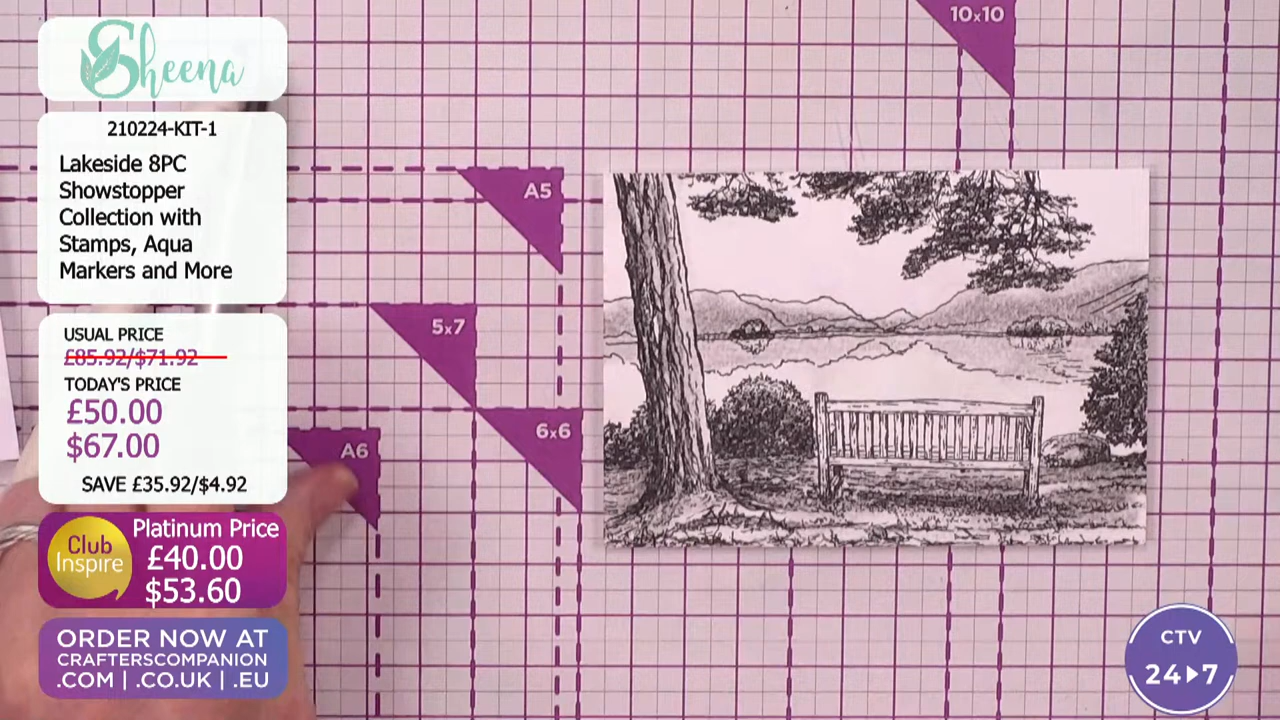 Sheena
210224-KIT-1
Lakeside 8PC
Showstopper
Collection with
Stamps, Aqua
Markers and More
USUAL PRICE
£85.92/$71.92
TODAY'S PRICE
£50.00
$67.00
SAVE £35.92/$4.92
Club
Inspire
Platinum Price
£40.00
$53.60
ORDER NOW AT
CRAFTERSCOMPANION
.COM | .CO.UK | .EU
10x10
A5
5x7
6x6
A6
CTV
24▶7